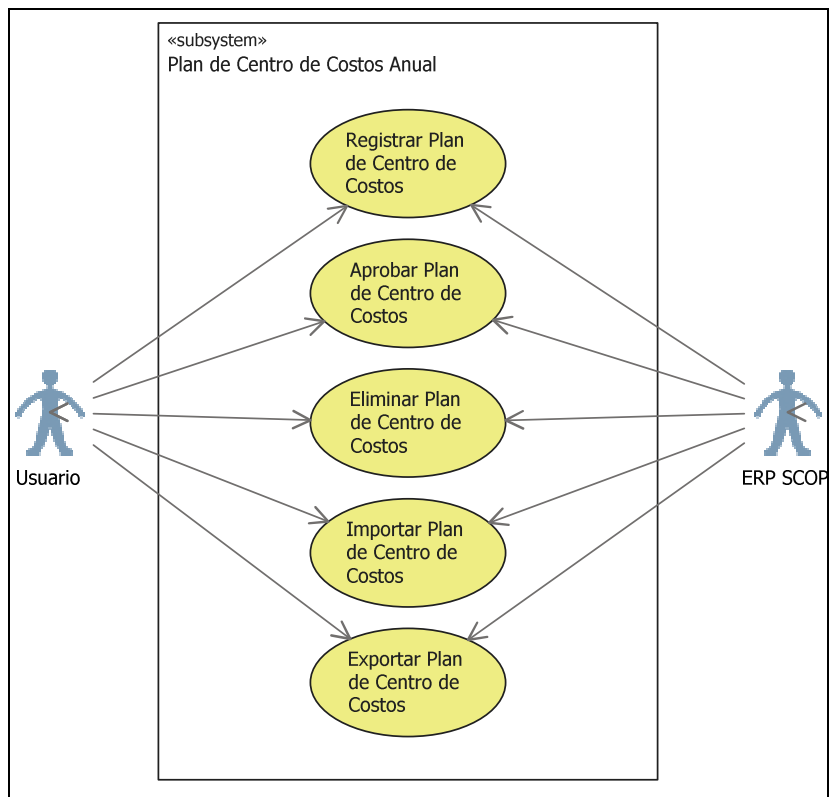 «subsystem»
Plan de Centro de Costos Anual
Registrar Plan
de Centro de
Costos
Aprobar Plan
de Centro de
Costos
Eliminar Plan
de Centro de
Costos
Importar Plan
de Centro de
Costos
Exportar Plan
de Centro de
Costos
Usuario
ERP SCOP